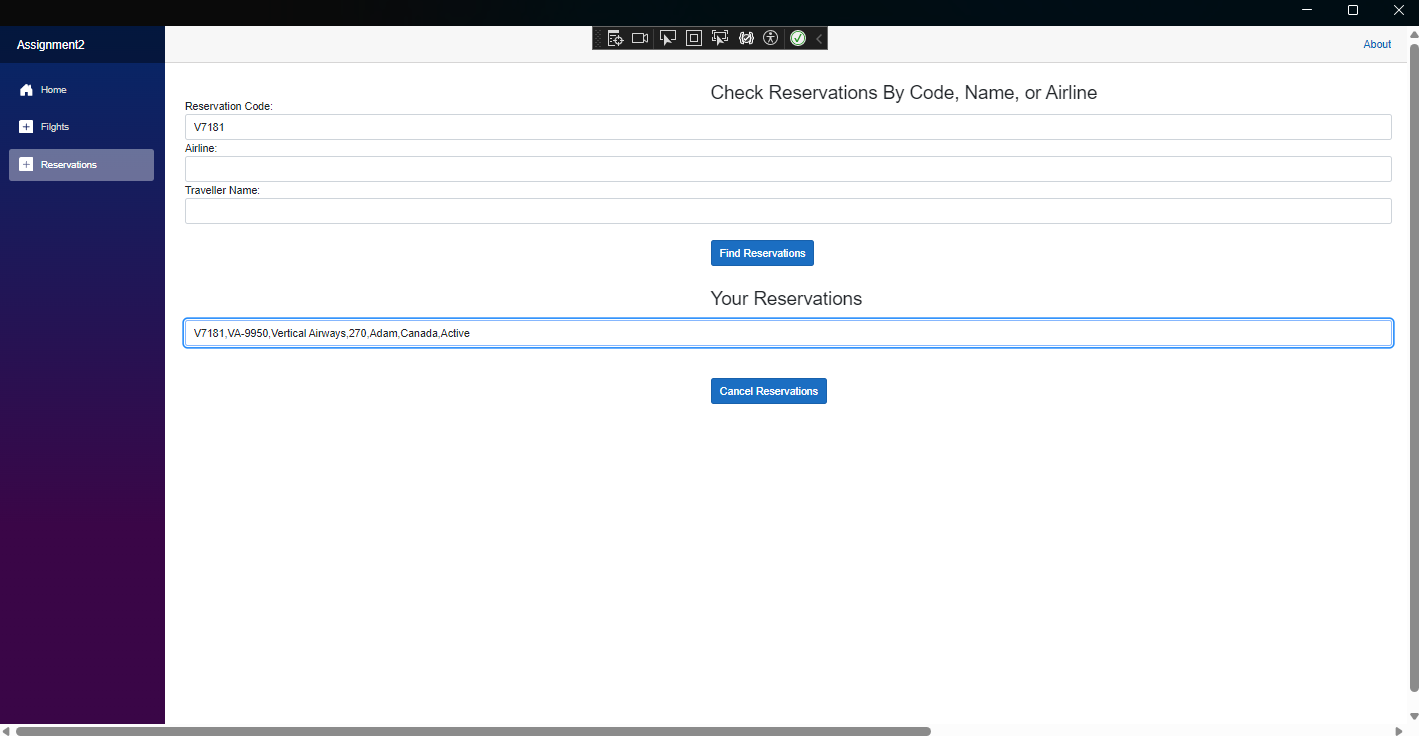 Assignment2
About
Home
Filghts
Reservations
Check Reservations By Code, Name, or Airline
Reservation Code:
V7181
Airline:
Traveller Name:
Find Reservations
Your Reservations
V7181,VA-9950,Vertical Airways,270,Adam,Canada,Active
Cancel Reservations